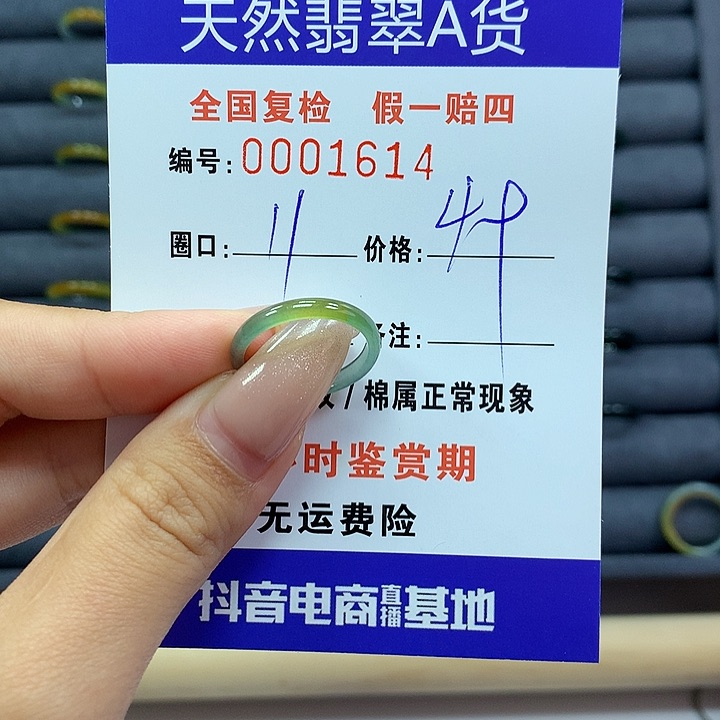 天然翡翠A货
全国复检 假一赔四
编号:0001614
圈口: 11 价格: 49
备注:
/棉属正常现象
时鉴赏期
无运费险
抖音电商直播基地